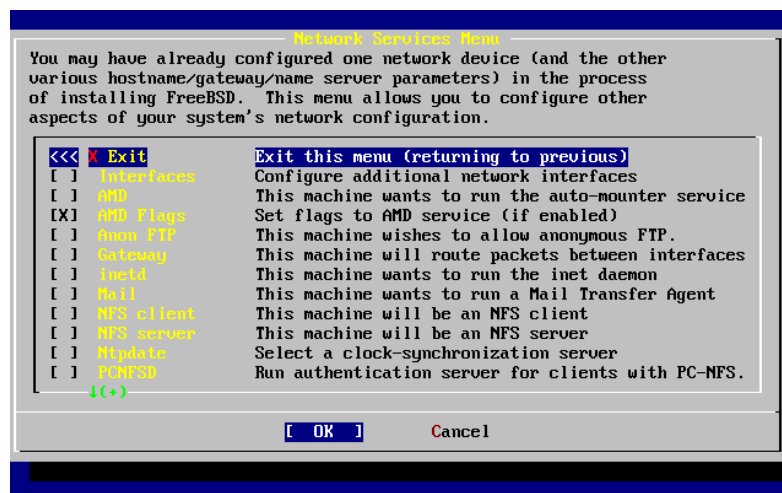 Network Services Menu
You may have already configured one network device (and the other
various hostname/gateway/name server parameters) in the process
of installing FreeBSD.  This menu allows you to configure other
aspects of your system's network configuration.
<<< X Exit Exit this menu (returning to previous)
[ ] Interfaces Configure additional network interfaces
[ ] AMD This machine wants to run the auto-mounter service
[X] AMD Flags Set flags to AMD service (if enabled)
[ ] Anon FTP This machine wishes to allow anonymous FTP.
[ ] Gateway This machine will route packets between interfaces
[ ] inetd This machine wants to run the inet daemon
[ ] Mail This machine wants to run a Mail Transfer Agent
[ ] NFS client This machine will be an NFS client
[ ] NFS server This machine will be an NFS server
[ ] Ntpdate Select a clock-synchronization server
[ ] PCNFSD Run authentication server for clients with PC-NFS.
↓(+)
[ OK ] Cancel